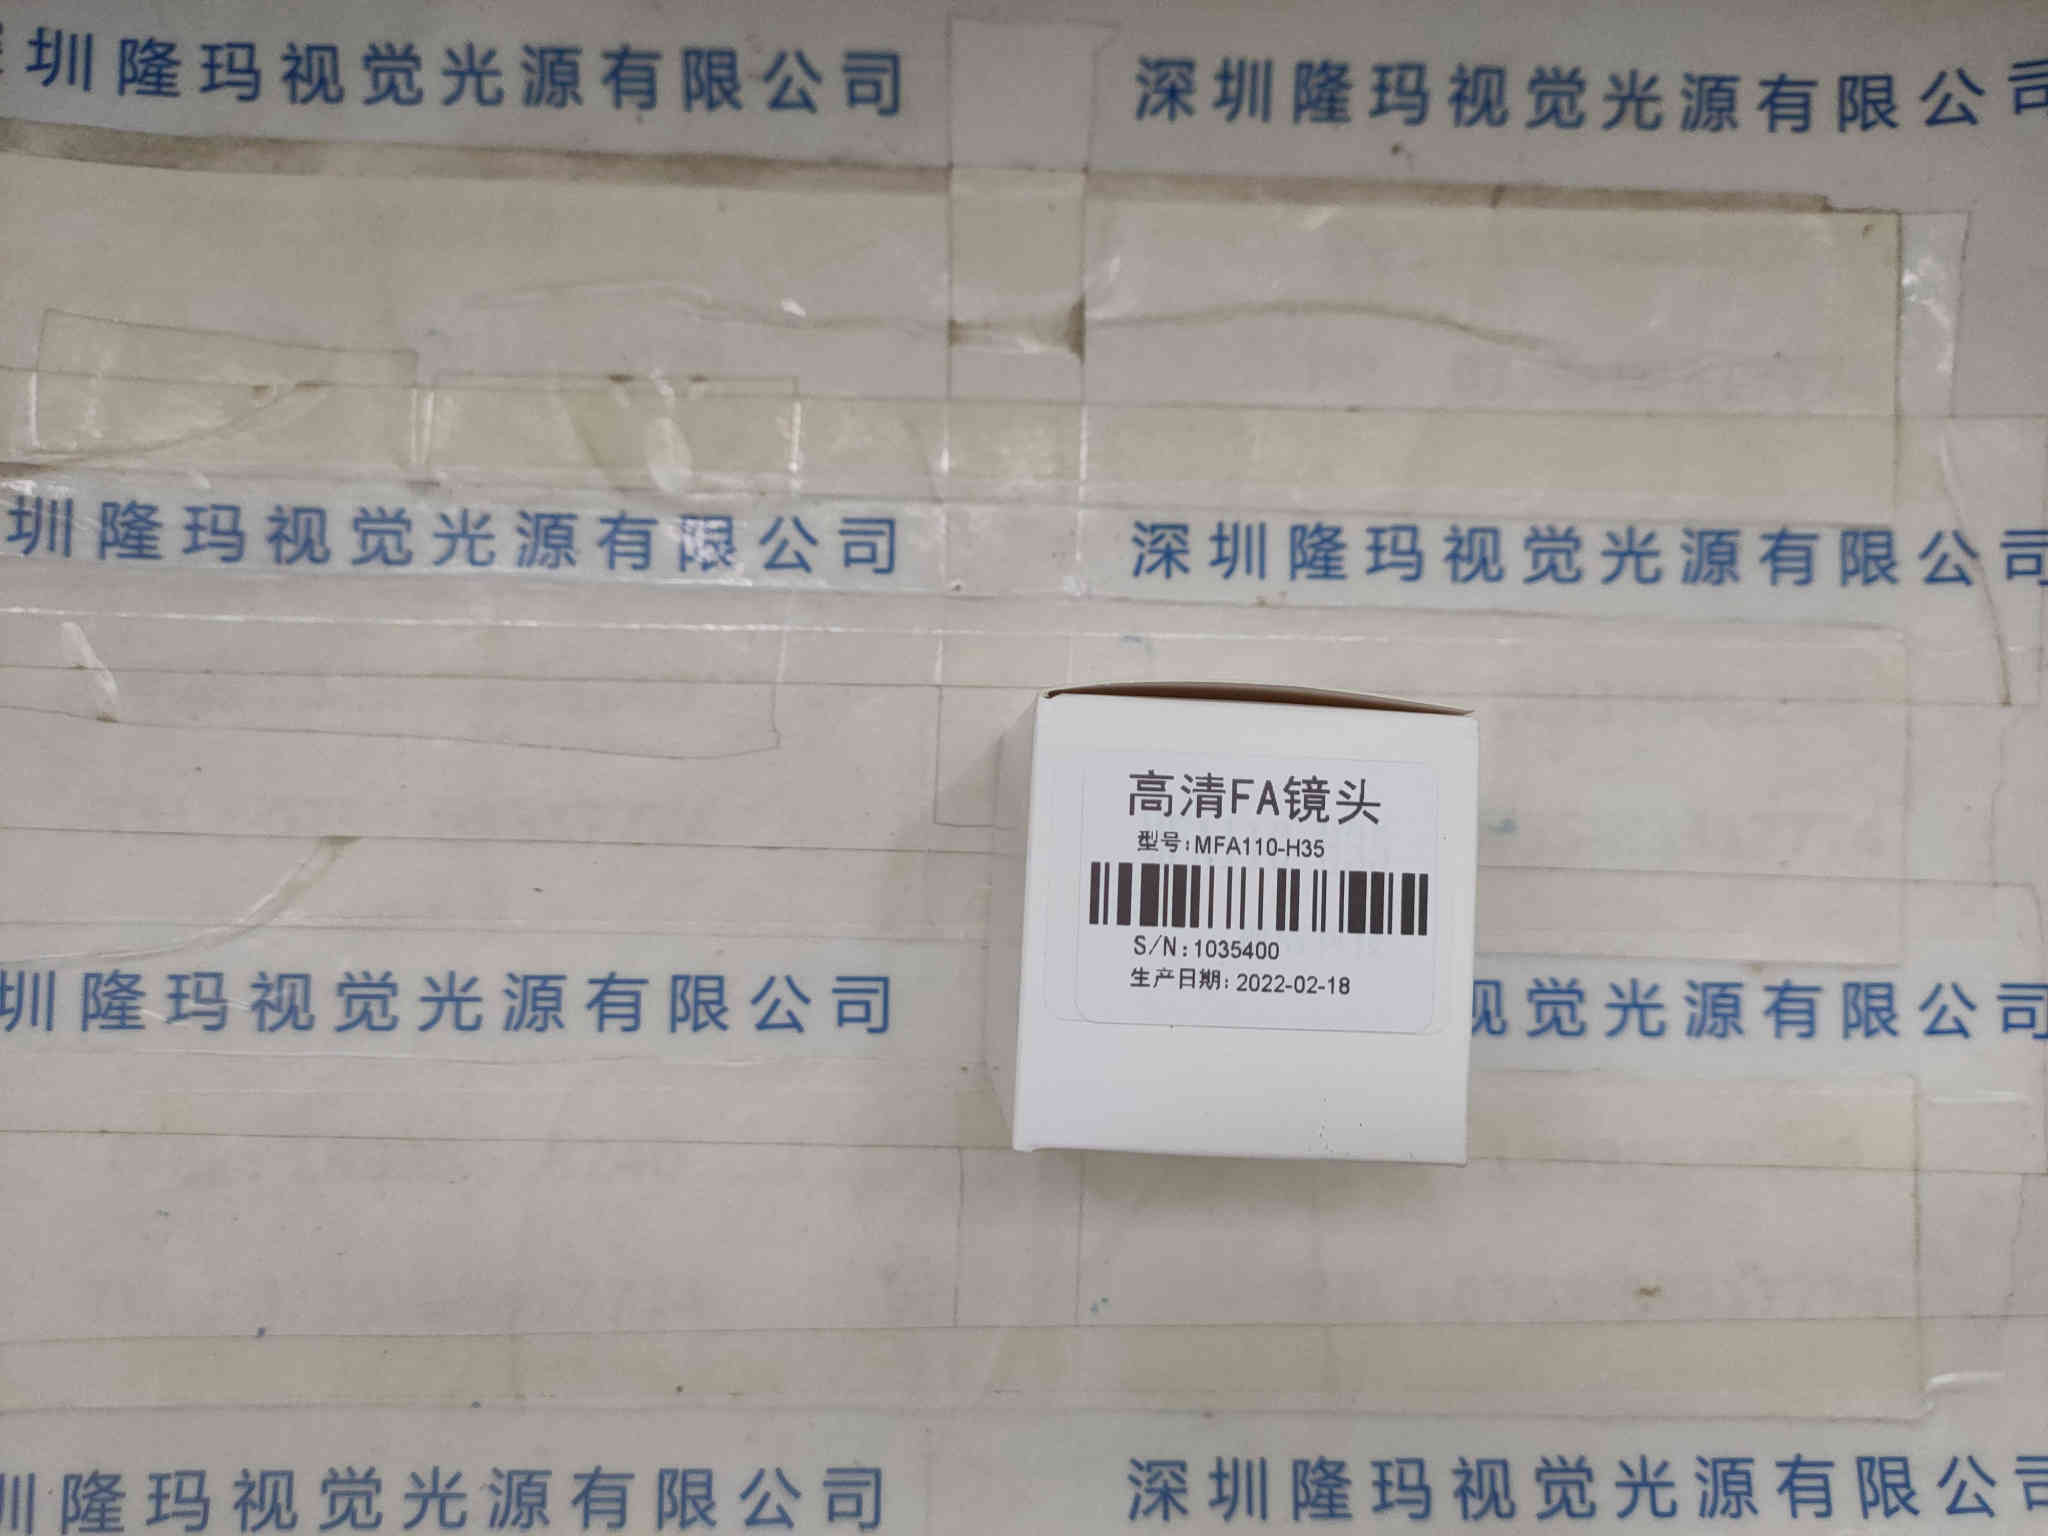 圳隆玛视觉光源有限公司
深圳隆玛视觉光源有限公司
圳隆玛视觉光源有限公司
深圳隆玛视觉光源有限公司
高清FA镜头
型号:MFA110-H35
S/N:1035400
生产日期:2022-02-18
圳隆玛视觉光源有限公司
视觉光源有限公司
圳隆玛视觉光源有限公司
深圳隆玛视觉光源有限公司